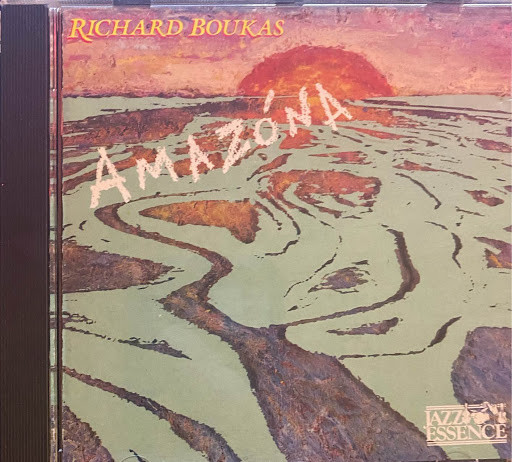 RICHARD BOUKAS
AMAZÓNA
JAZZ
ESSENCE